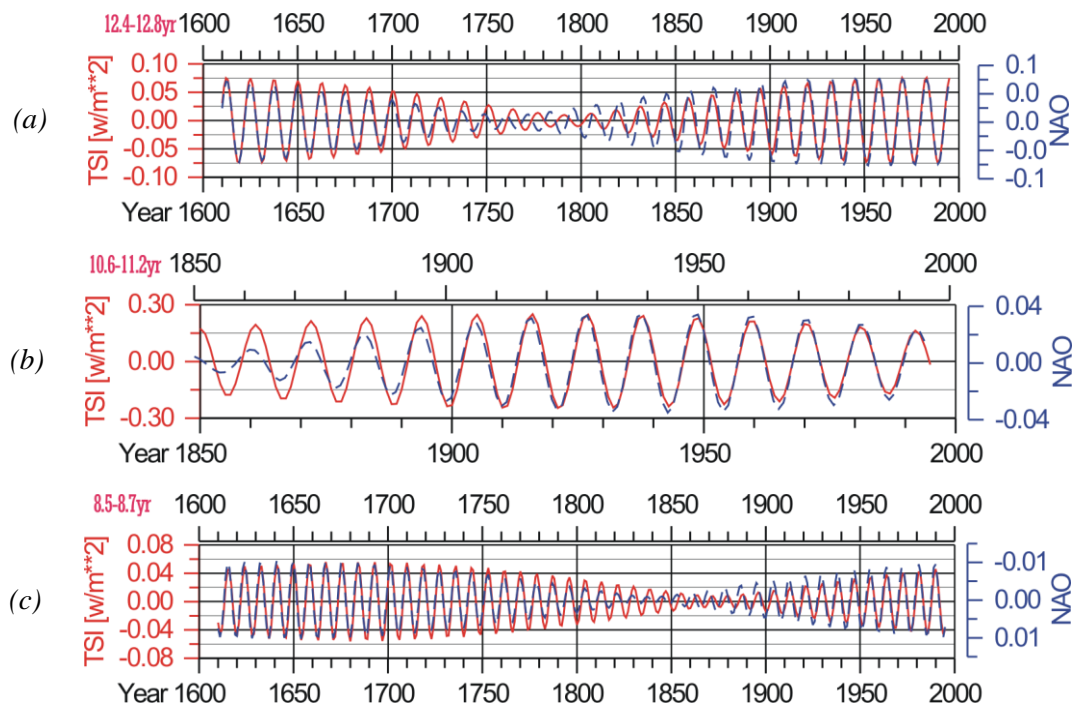 12.4-12.8yr 1600 1650 1700 1750 1800 1850 1900 1950 2000
(a)
TSI [w/m**2]
0.10
0.05
0.00
-0.05
-0.10
0.1
0.0
0.0
-0.0
-0.1
NAO
Year 1600 1650 1700 1750 1800 1850 1900 1950 2000
10.6-11.2yr 1850 1900 1950 2000
(b)
TSI [w/m**2]
0.30
0.00
-0.30
0.04
0.00
-0.04
NAO
Year 1850 1900 1950 2000
8.5-8.7yr 1600 1650 1700 1750 1800 1850 1900 1950 2000
(c)
TSI [w/m**2]
0.08
0.04
0.00
-0.04
-0.08
-0.01
0.00
0.01
NAO
Year 1600 1650 1700 1750 1800 1850 1900 1950 2000